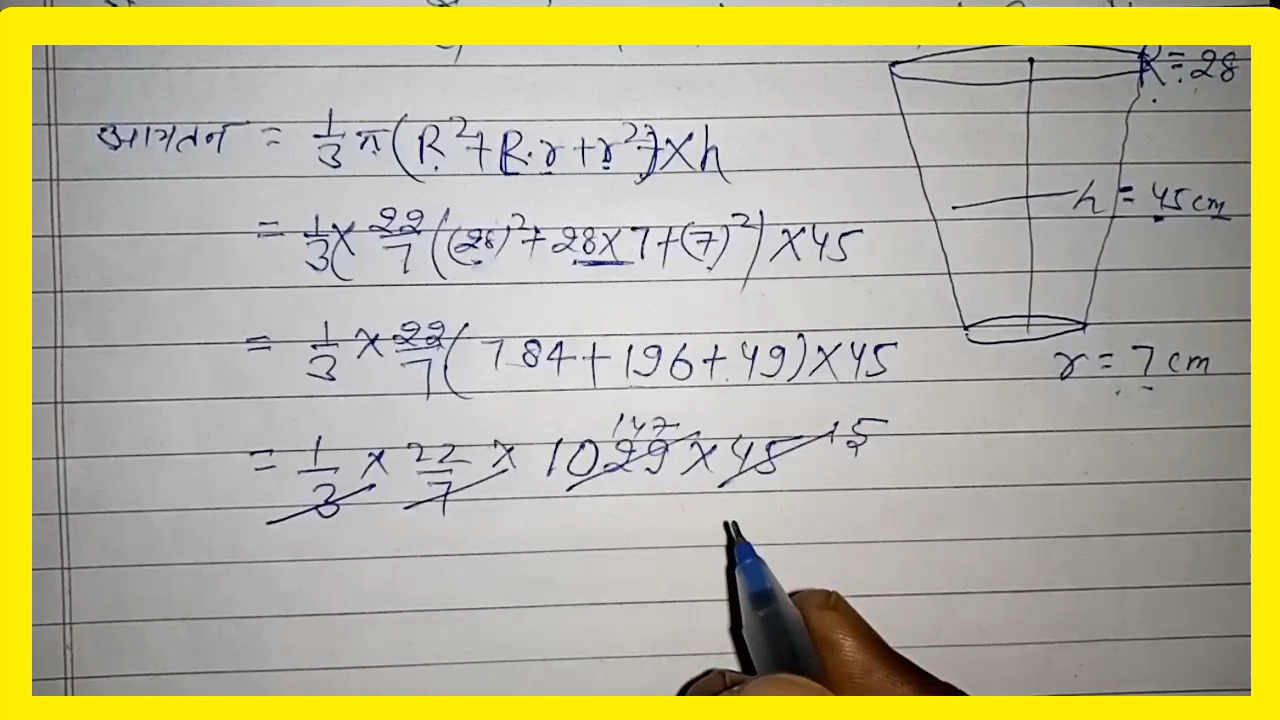 R = 28
आयतन = 1/3 π (R² + R.r + r²) × h
h = 45 cm
= 1/3 × 22/7 ((28)² + 28×7 + (7)²) × 45
= 1/3 × 22/7 (784 + 196 + 49) × 45
r = 7 cm
147 15
= 1/3 × 22/7 × 1029 × 45